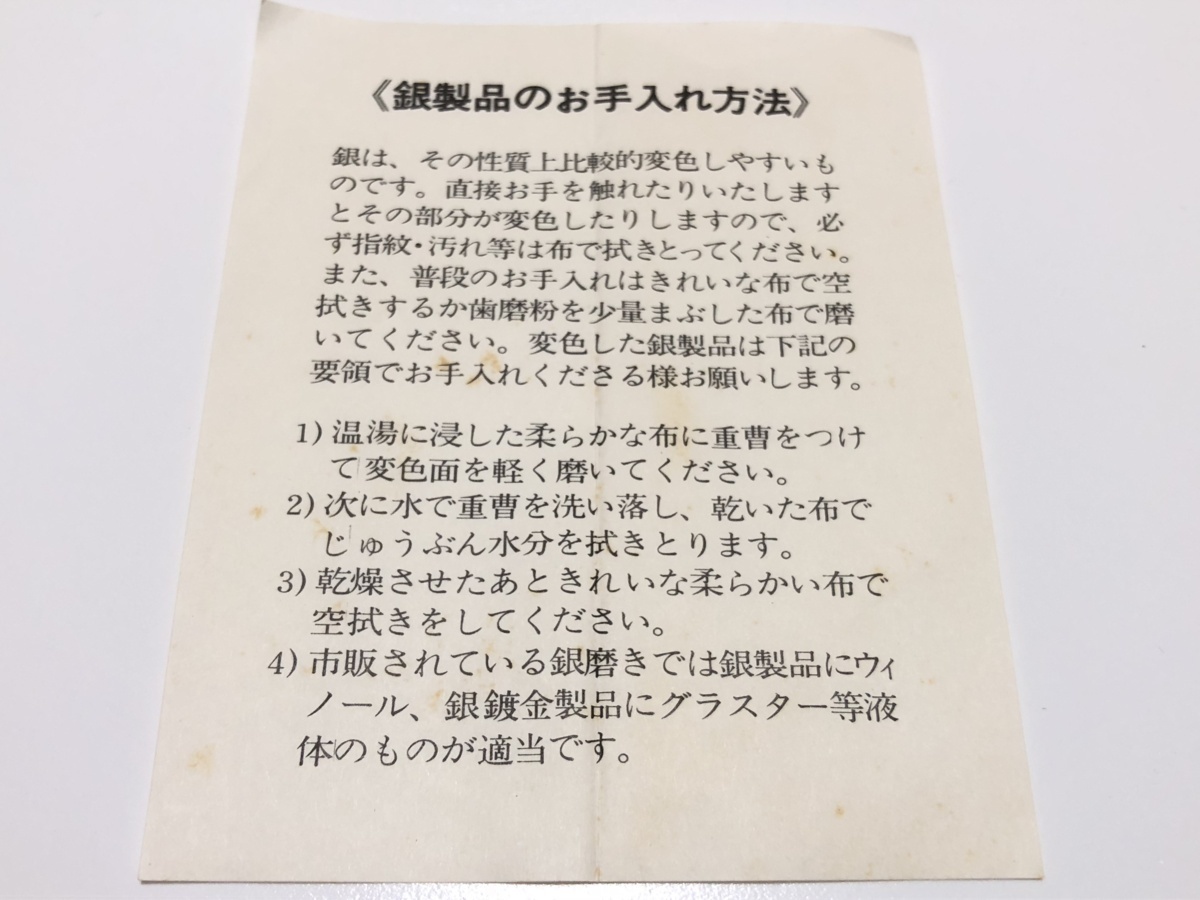 《銀製品のお手入れ方法》
銀は、その性質上比較的変色しやすいも
のです。直接お手を触れたりいたします
とその部分が変色したりしますので、必
ず指紋・汚れ等は布で拭きとってください。
また、普段のお手入れはきれいな布で空
拭きするか歯磨粉を少量まぶした布で磨
いてください。変色した銀製品は下記の
要領でお手入れくださる様お願いします。
1) 温湯に浸した柔らかな布に重曹をつけ
て変色面を軽く磨いてください。
2) 次に水で重曹を洗い落し、乾いた布で
じゅうぶん水分を拭きとります。
3) 乾燥させたあときれいな柔らかい布で
空拭きをしてください。
4) 市販されている銀磨きでは銀製品にウィ
ノール、銀鍍金製品にグラスター等液
体のものが適当です。